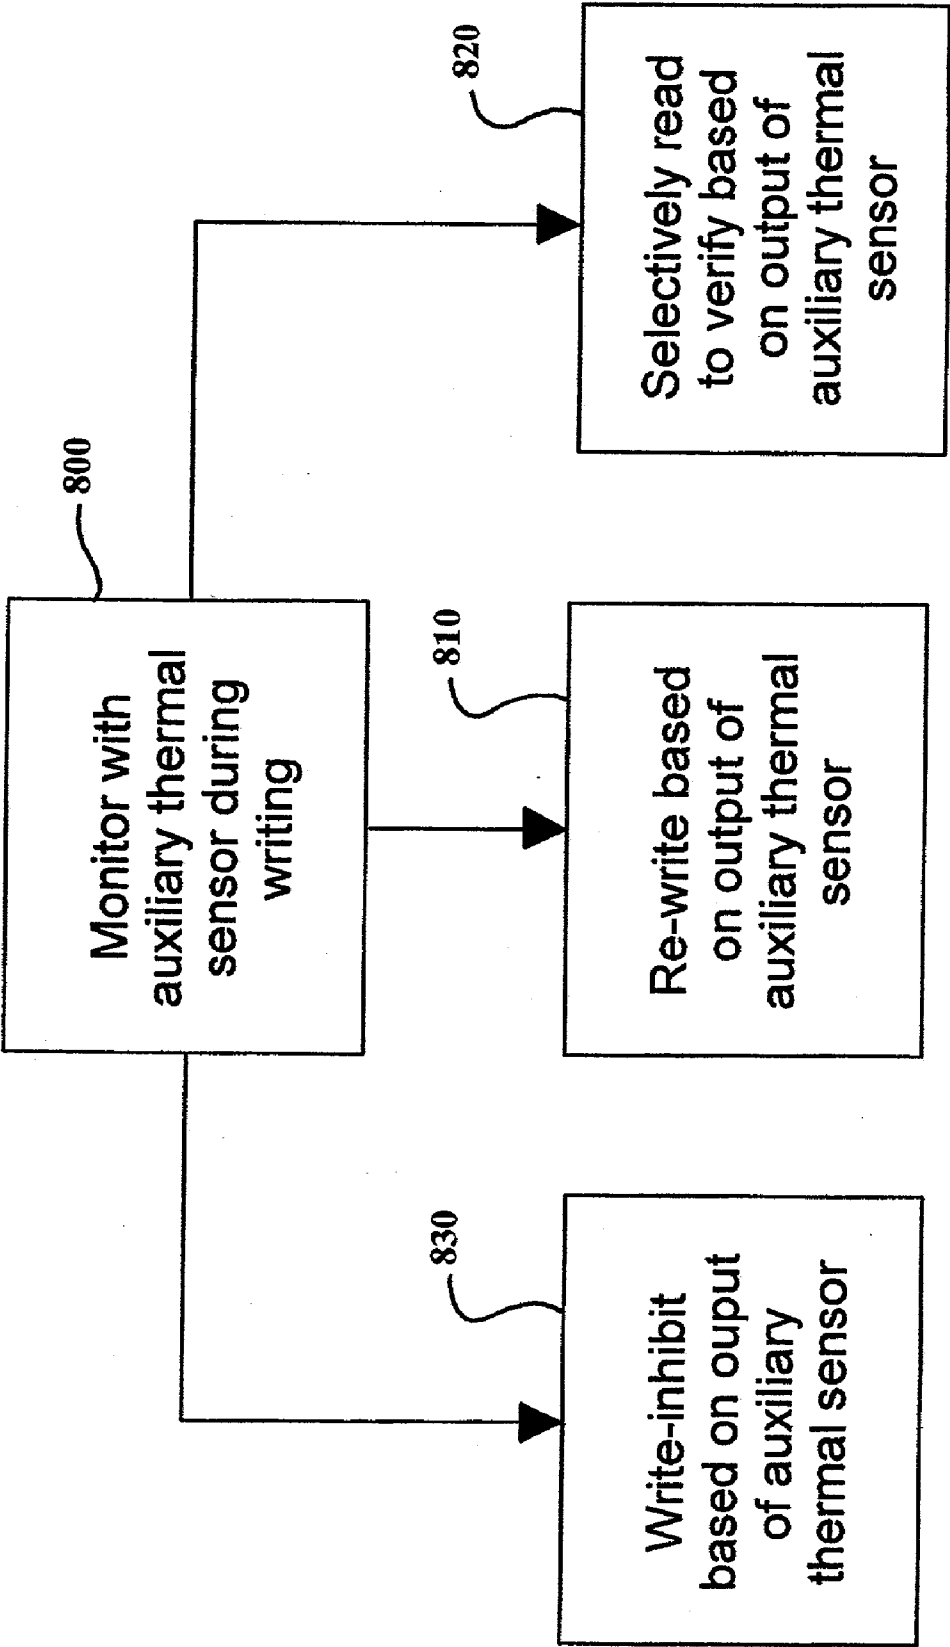 800
Monitor with
auxiliary thermal
sensor during
writing
830
Write-inhibit
based on ouput
of auxiliary
thermal sensor
810
Re-write based
on output of
auxiliary thermal
sensor
820
Selectively read
to verify based
on output of
auxiliary thermal
sensor